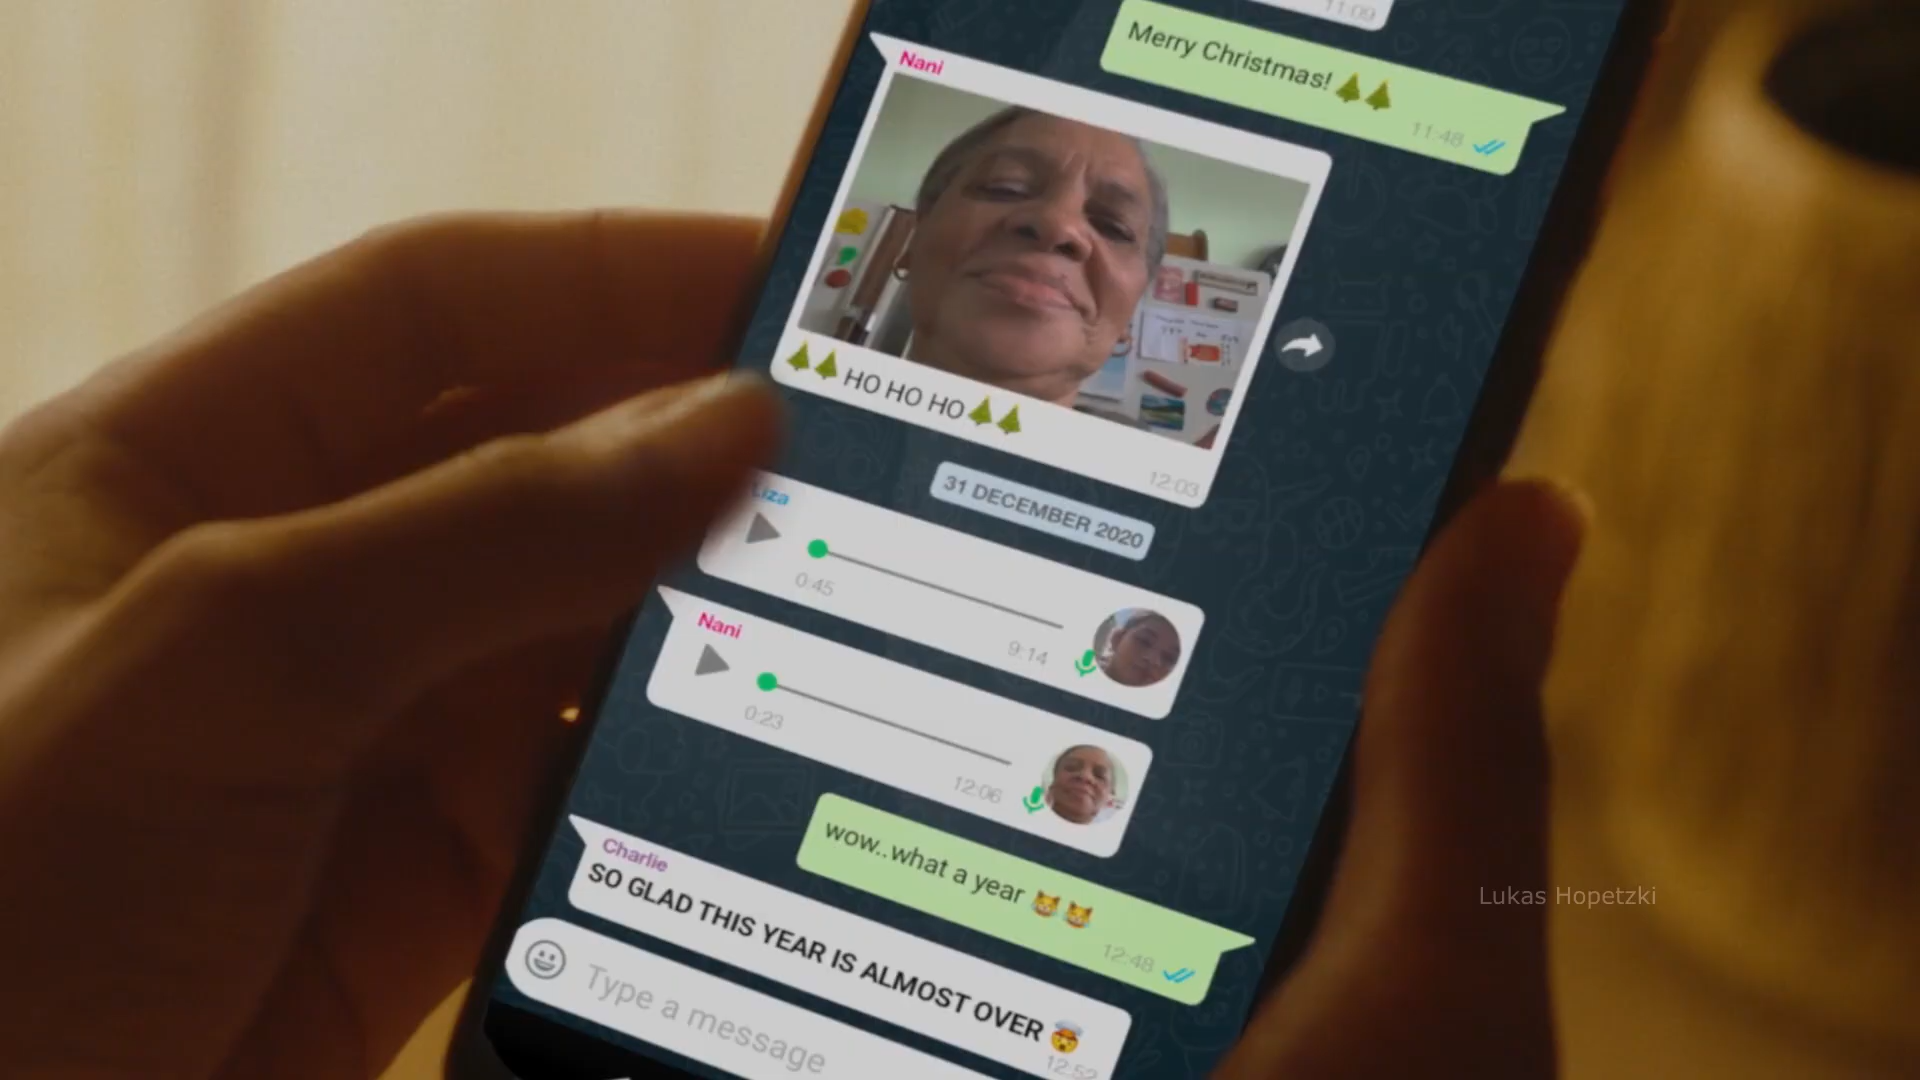 11:09
Merry Christmas! 🌲🌲
11:48
Nani
🌲🌲 HO HO HO 🌲🌲
12:03
31 DECEMBER 2020
Liza
0:45
9:14
Nani
0:23
12:06
wow..what a year 😹😹
12:48
Charlie
SO GLAD THIS YEAR IS ALMOST OVER 🤯
12:52
Type a message
Lukas Hopetzki